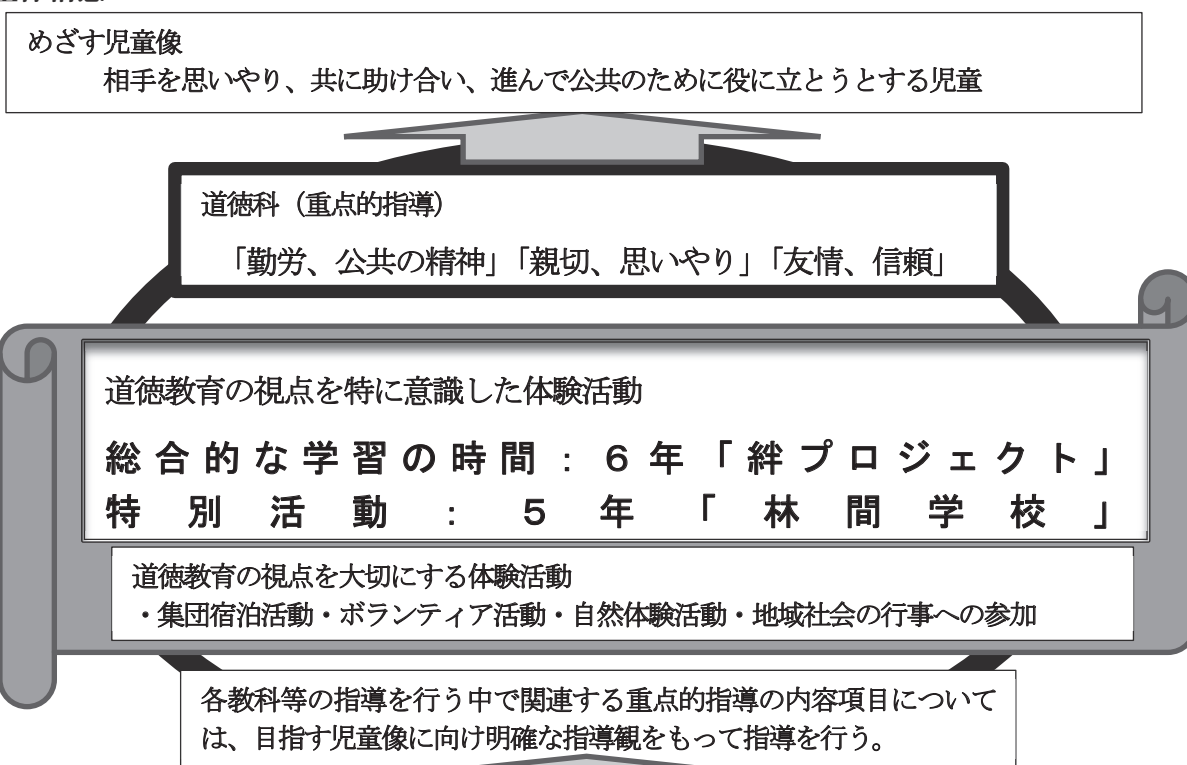 めざす児童像
相手を思いやり、共に助け合い、進んで公共のために役に立とうとする児童
道徳科（重点的指導）
「勤労、公共の精神」「親切、思いやり」「友情、信頼」
道徳教育の視点を特に意識した体験活動
総合的な学習の時間：６年「絆プロジェクト」
特別活動：５年「林間学校」
道徳教育の視点を大切にする体験活動
・集団宿泊活動・ボランティア活動・自然体験活動・地域社会の行事への参加
各教科等の指導を行う中で関連する重点的指導の内容項目について
は、目指す児童像に向け明確な指導観をもって指導を行う。